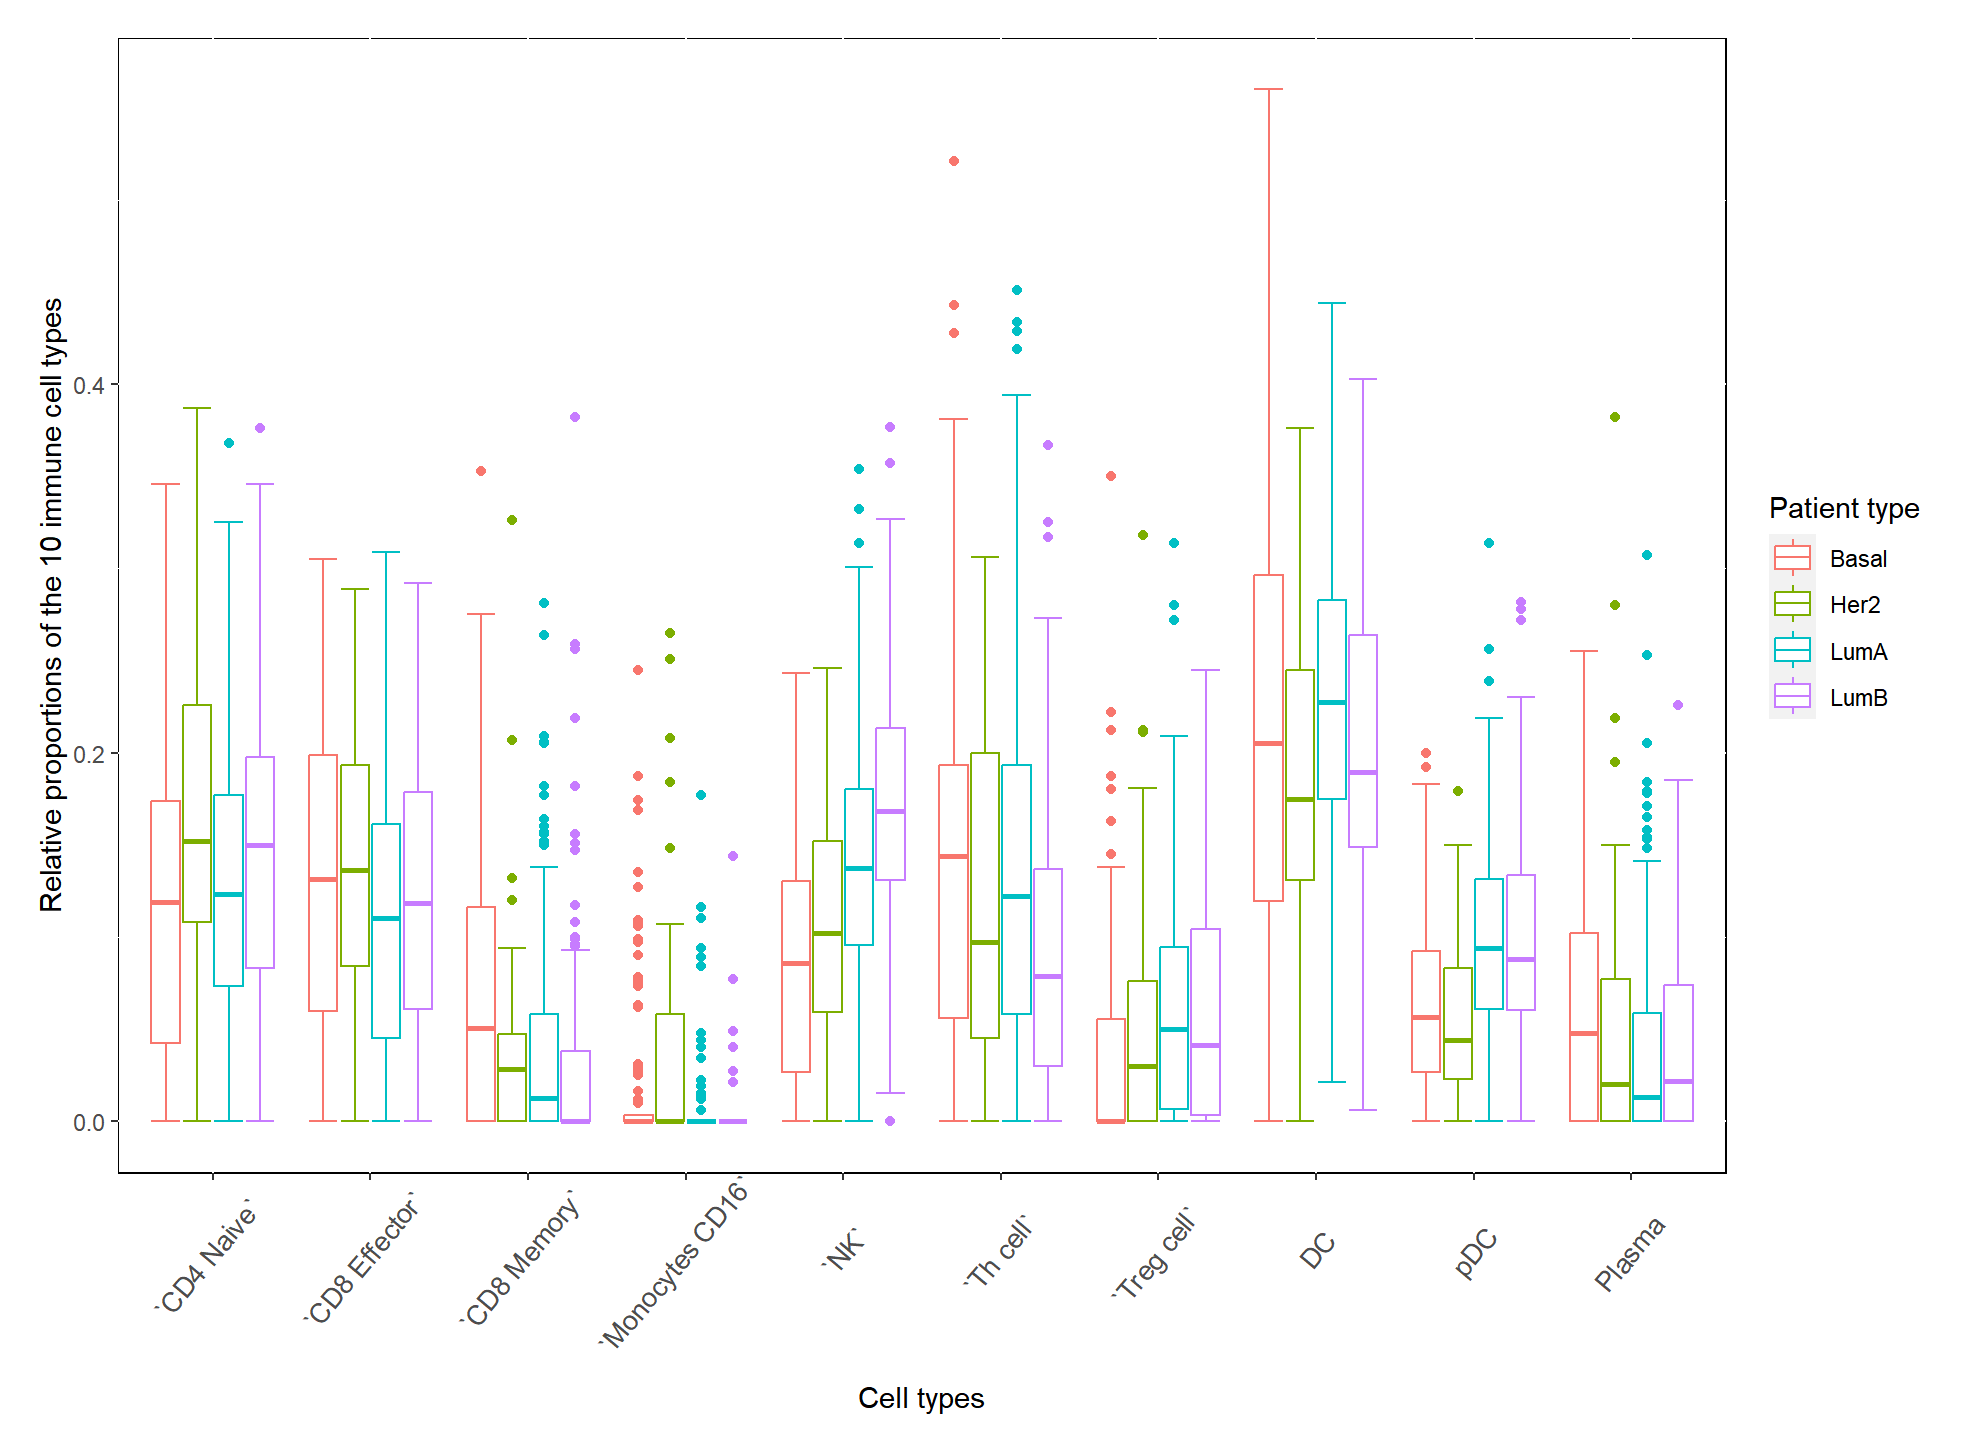 Relative proportions of the 10 immune cell types
0.4
0.2
0.0
`CD4 Naive`
`CD8 Effector`
`CD8 Memory`
`Monocytes CD16`
`NK`
`Th cell`
`Treg cell`
DC
pDC
Plasma
Cell types
Patient type
Basal
Her2
LumA
LumB